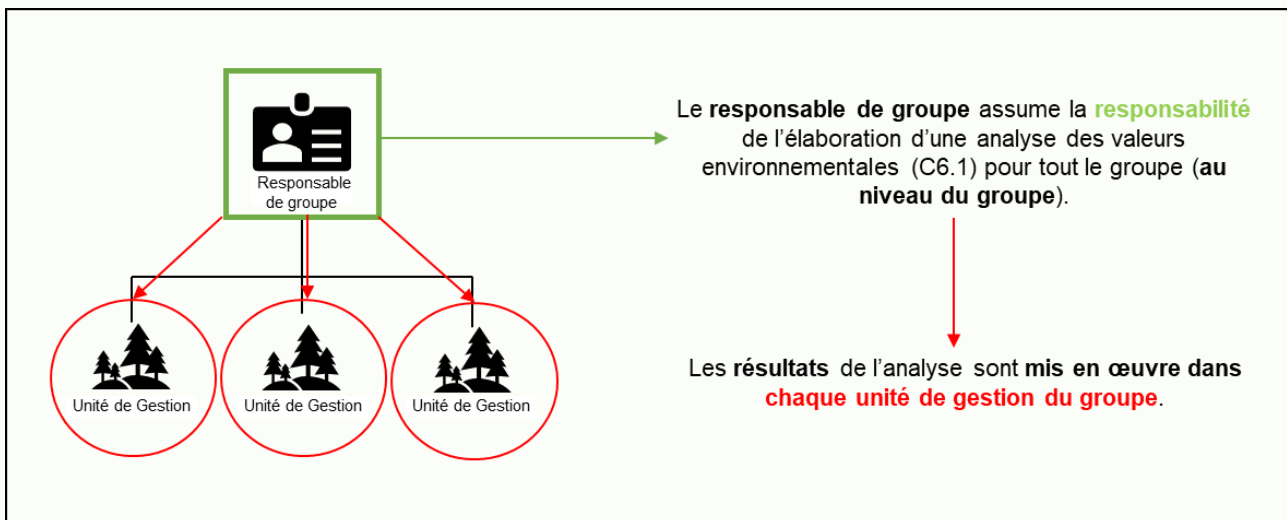 Responsable
de groupe
Unité de Gestion
Unité de Gestion
Unité de Gestion
Le responsable de groupe assume la responsabilité
de l’élaboration d’une analyse des valeurs
environnementales (C6.1) pour tout le groupe (au
niveau du groupe).
Les résultats de l’analyse sont mis en œuvre dans
chaque unité de gestion du groupe.